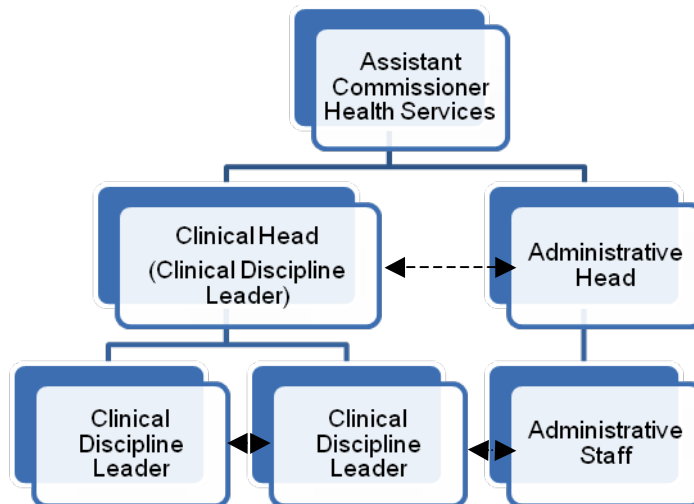 Assistant
Commissioner
Health Services
Clinical Head
(Clinical Discipline
Leader)
Administrative
Head
Clinical
Discipline
Leader
Clinical
Discipline
Leader
Administrative
Staff